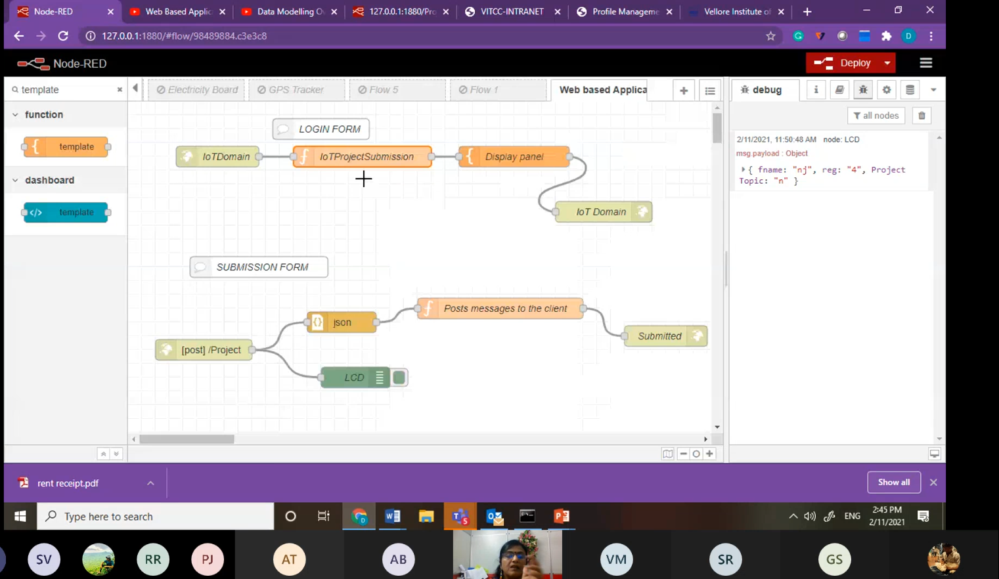 Node-RED
Web Based Applic
Data Modelling O
127.0.0.1:1880/Pro
VITCC-INTRANET
Profile Manageme
Vellore Institute of
127.0.0.1:1880/#flow/98489884.c3e3c8
D
Node-RED
Deploy
template
Electricity Board
GPS Tracker
Flow 5
Flow 1
Web based Applica
debug
function
template
dashboard
template
LOGIN FORM
IoTDomain
IoTProjectSubmission
Display panel
IoT Domain
SUBMISSION FORM
json
Posts messages to the client
[post] /Project
Submitted
LCD
all nodes
2/11/2021, 11:50:48 AM node: LCD
msg.payload : Object
{ fname: "nj", reg: "4", Project
Topic: "n" }
rent receipt.pdf
Show all
Type here to search
ENG
2:45 PM
2/11/2021
SV
RR
PJ
AT
AB
VM
SR
GS